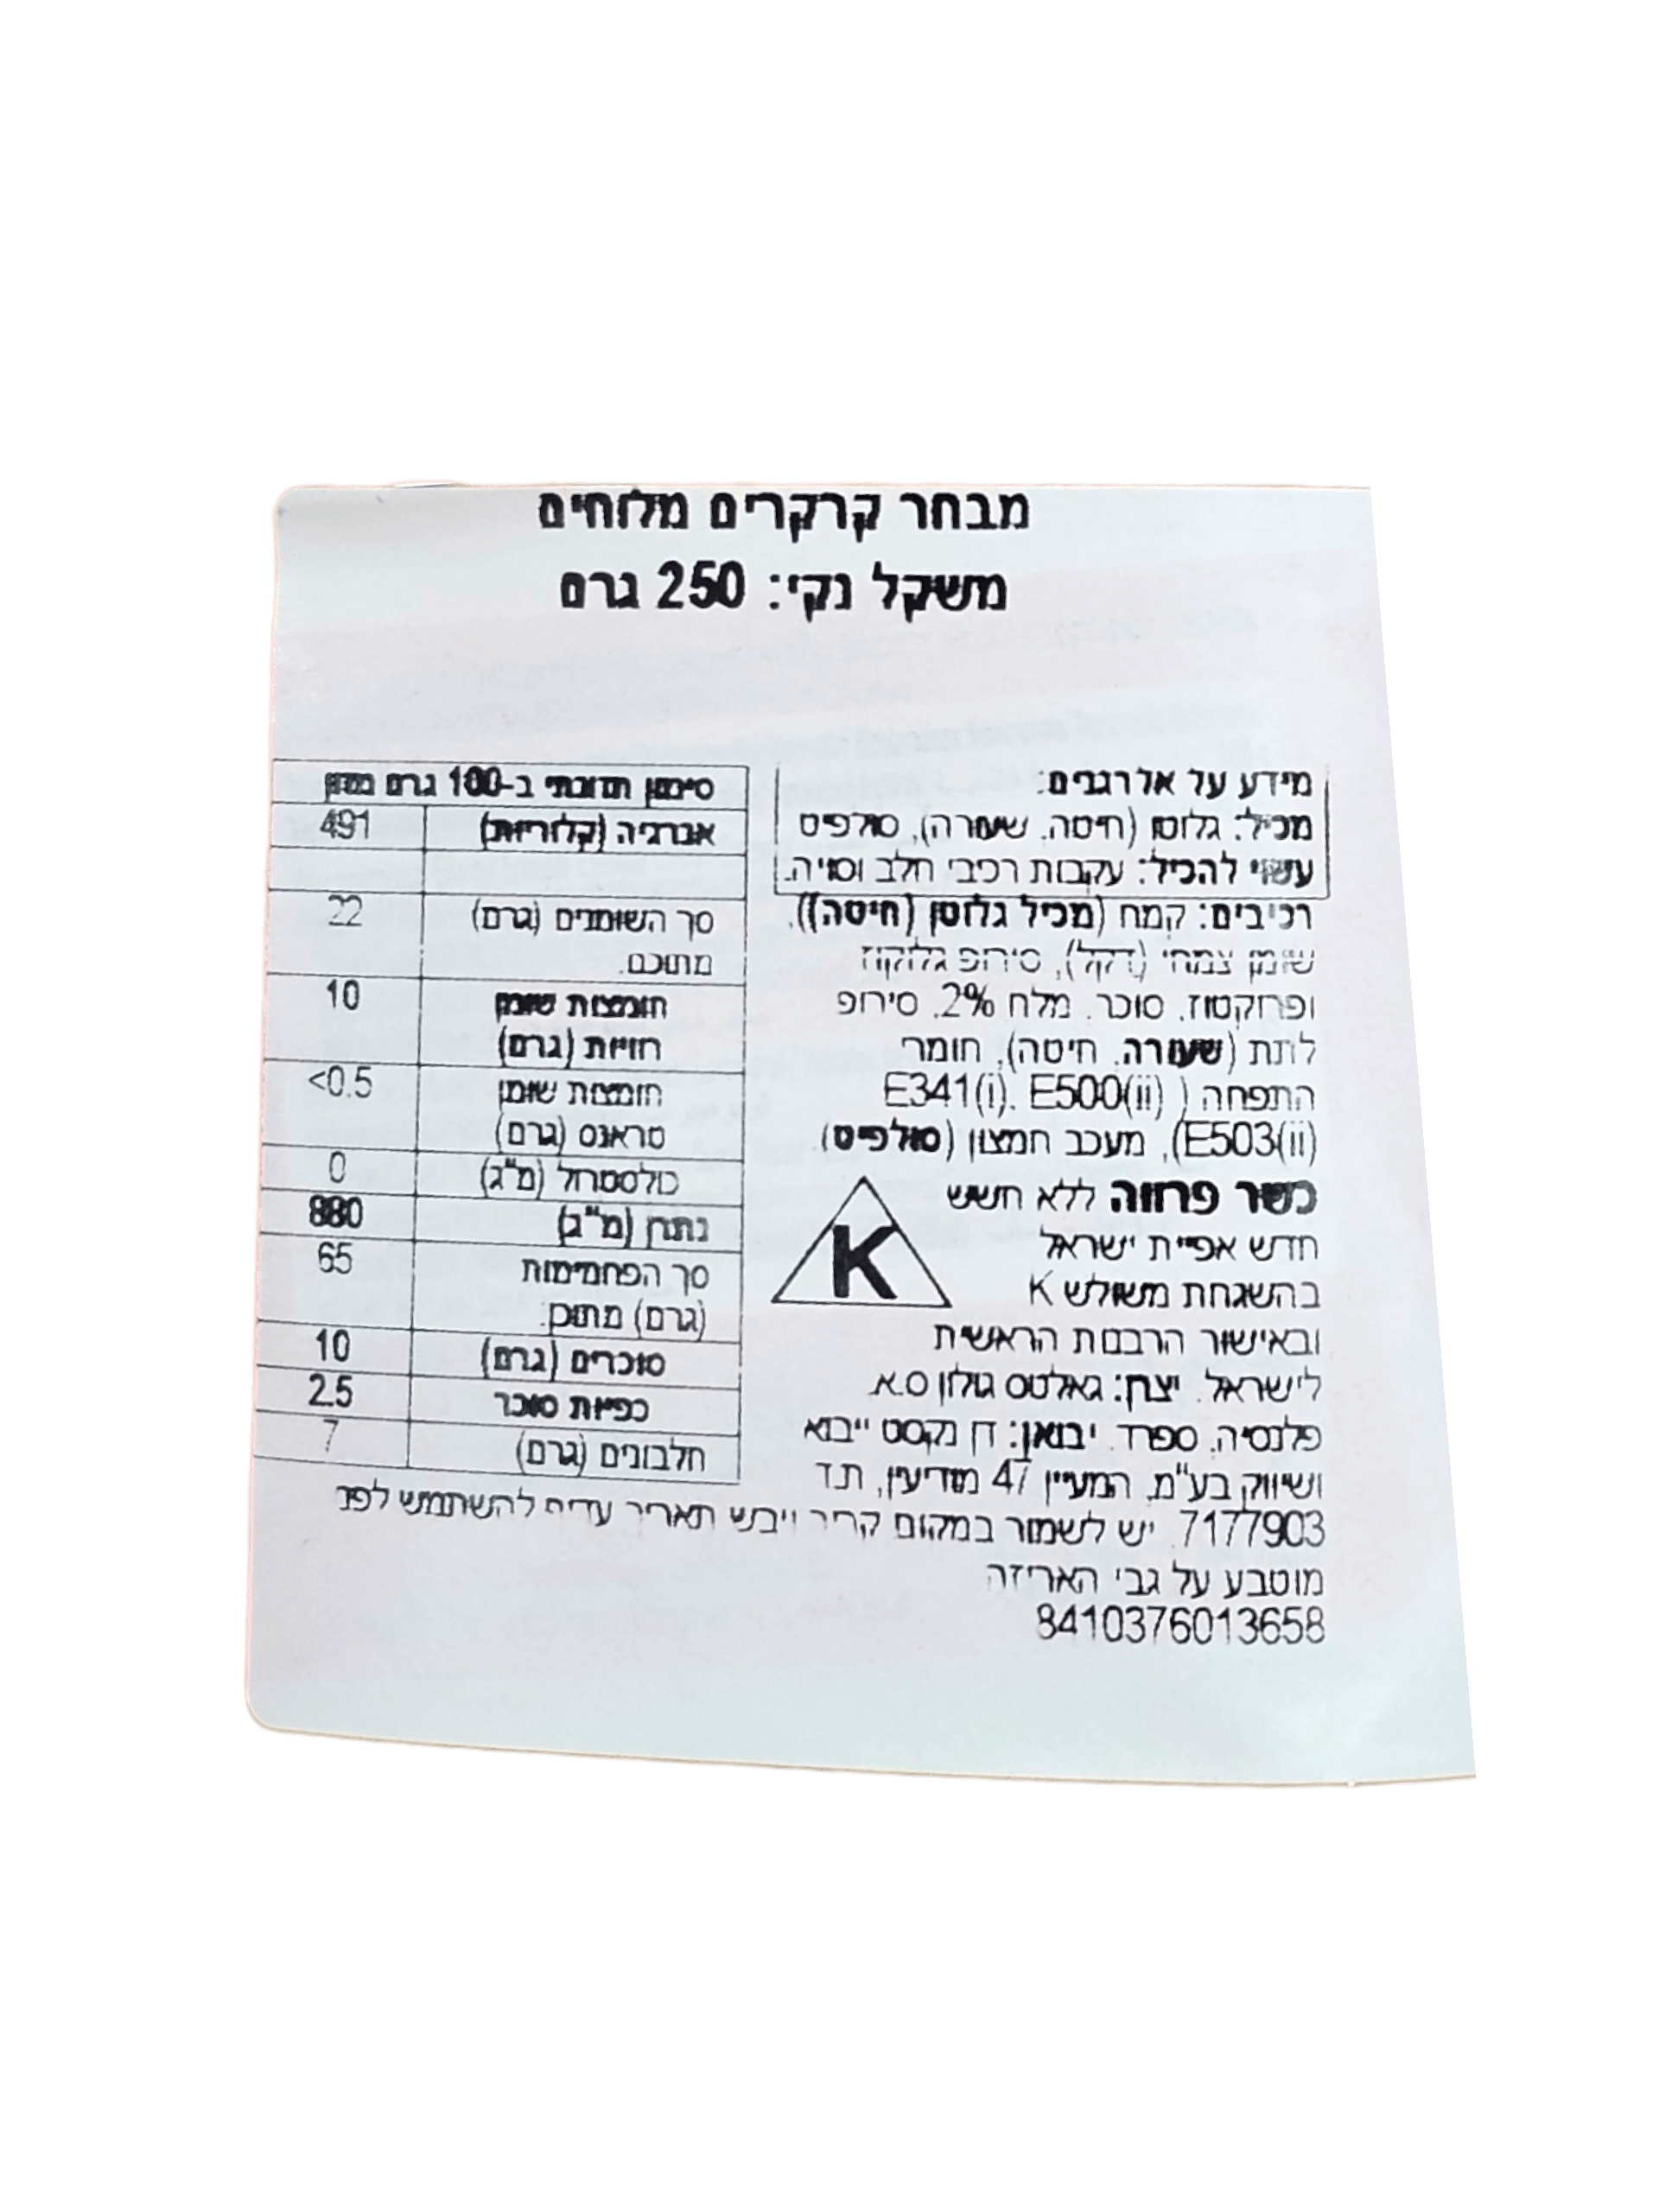 מבחר קרקרים מלוחים
משקל נקי: 250 גרם
מידע על אלרגנים:
מכיל: גלוטן (חיטה, שעורה), סולפיט
עשוי להכיל: עקבות רכיבי חלב וסויה.
רכיבים: קמח (מכיל גלוטן (חיטה)),
שומן צמחי (דקל), סירופ גלוקוז
ופרוקטוז, סוכר, מלח 2%, סירופ
לתת (שעורה, חיטה), חומרי
התפחה ( E341(i), E500(ii)
E503(ii)), מעכב חמצון (סולפיט)
כשר פרווה ללא חשש
חדש אפיית ישראל
בהשגחת משולש K
K
ובאישור הרבנות הראשית
לישראל. יצרן: גאלטס גולון ס.א.
פלנסיה, ספרד. יבואן: דן נקסט ייבוא
ושיווק בע"מ, המעיין 47 מודיעין, ת.ד
7177903. יש לשמור במקום קריר ויבש תאריך עדיף להשתמש לפני
מוטבע על גבי האריזה
8410376013658
סימון תזונתי ב-100 גרם מזון
אנרגיה (קלוריות) 491
סך השומנים (גרם) 22
מתוכם:
חומצות שומן 10
רוויות (גרם)
חומצות שומן <0.5
טראנס (גרם)
כולסטרול (מ"ג) 0
נתרן (מ"ג) 880
סך הפחמימות 65
(גרם) מתוכן:
סוכרים (גרם) 10
כפיות סוכר 2.5
חלבונים (גרם) 7